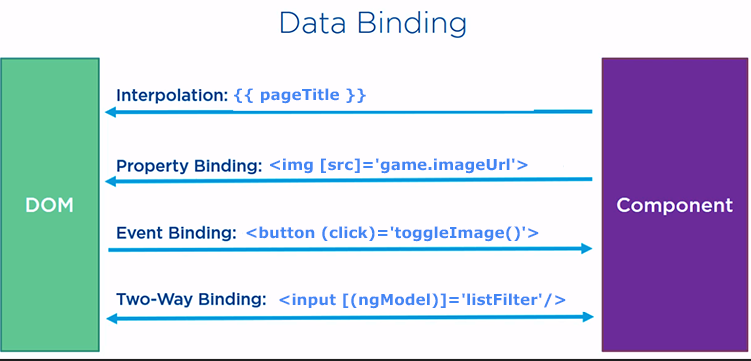 Data Binding
Interpolation: {{ pageTitle }}
Property Binding: <img [src]='game.imageUrl'>
DOM
Component
Event Binding: <button (click)='toggleImage()'>
Two-Way Binding: <input [(ngModel)]='listFilter'/>